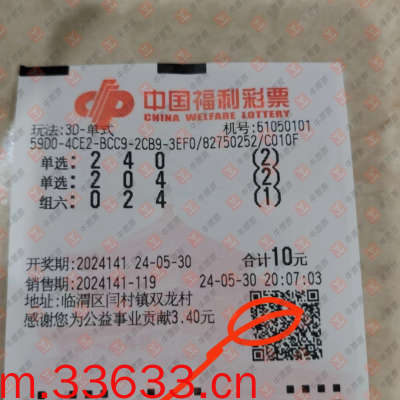 中国福利彩票
CHINA WELFARE LOTTERY
玩法:3D-单式 机号:61050101
59D0-4CE2-BCC9-2CB9-3EF0/82750252/C010F
单选: 2 4 0 (2)
单选: 2 0 4 (2)
组六: 0 2 4 (1)
开奖期:2024141 24-05-30 合计10元
销售期:2024141-119 24-05-30 20:07:03
地址:临渭区闫村镇双龙村
感谢您为公益事业贡献3.40元
m.33633.cn